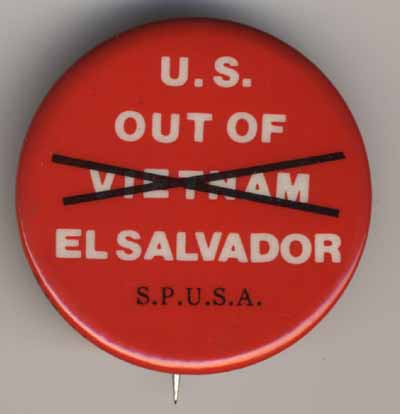 U.S.
OUT OF
VIETNAM
EL SALVADOR
S.P.U.S.A.